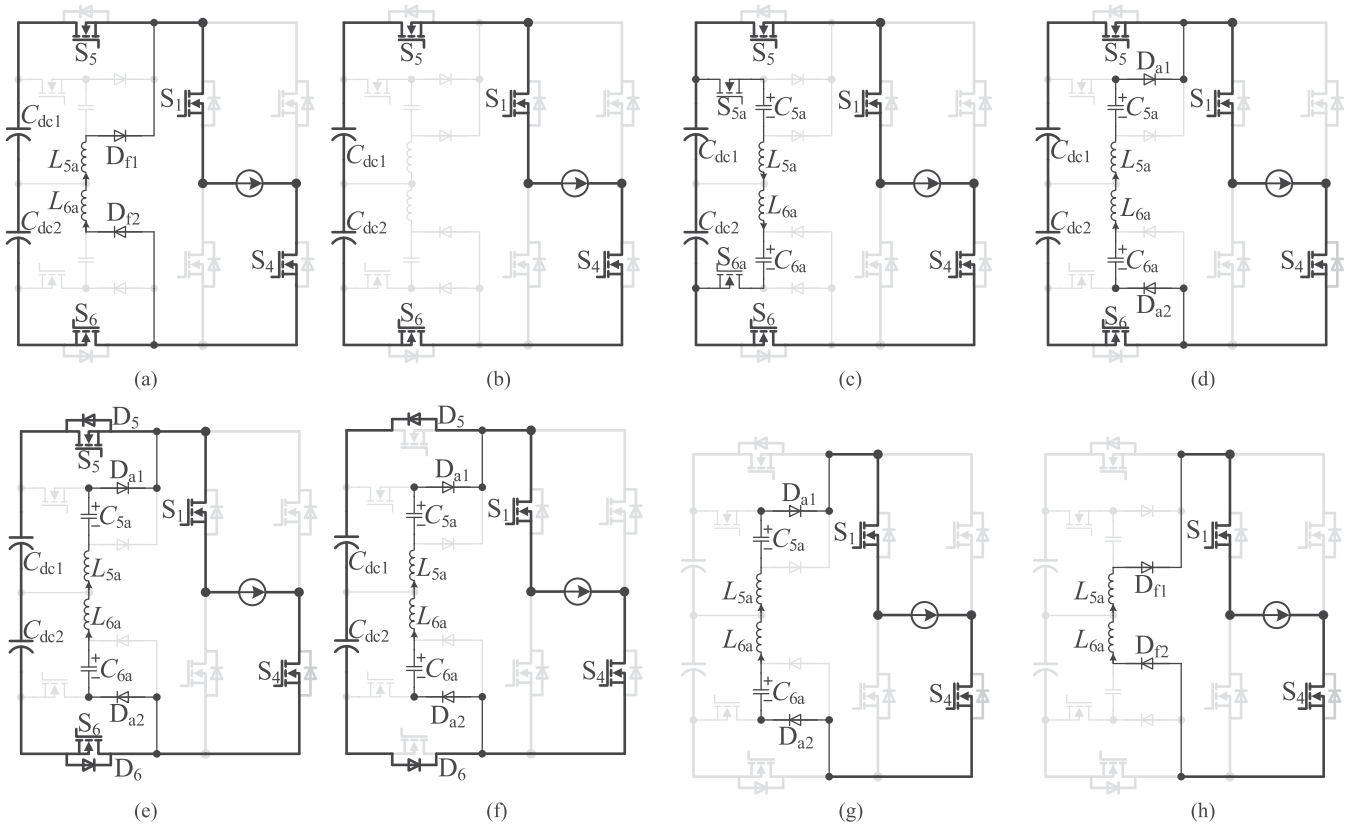 S5
S1
Cdc1
L5a
Df1
L6a
Df2
Cdc2
S4
S6
(a)
S5
S1
Cdc1
Cdc2
S4
S6
(b)
S5
S5a
+
C5a
−
S1
Cdc1
L5a
L6a
Cdc2
S6a
+
C6a
−
S4
S6
(c)
S5
Da1
+
C5a
−
S1
Cdc1
L5a
L6a
Cdc2
+
C6a
−
Da2
S4
S6
(d)
D5
S5
Da1
+
C5a
−
S1
Cdc1
L5a
L6a
Cdc2
+
C6a
−
S4
S6
Da2
D6
(e)
D5
Da1
+
C5a
−
S1
Cdc1
L5a
L6a
Cdc2
+
C6a
−
S4
Da2
D6
(f)
Da1
+
C5a
−
S1
L5a
L6a
+
C6a
−
S4
Da2
(g)
S1
Df1
L5a
L6a
Df2
S4
(h)